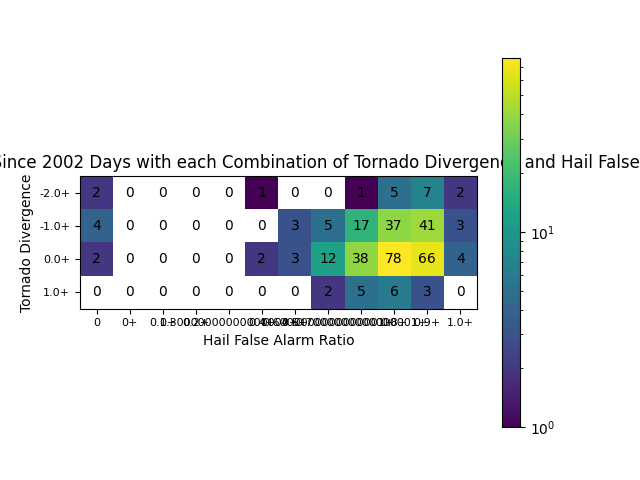 Since 2002 Days with each Combination of Tornado Divergence and Hail False
Tornado Divergence
-2.0+ 2 0 0 0 0 1 0 0 1 5 7 2
-1.0+ 4 0 0 0 0 0 3 5 17 37 41 3
0.0+ 2 0 0 0 0 2 3 12 38 78 66 4
1.0+ 0 0 0 0 0 0 0 2 5 6 3 0
0 0+ 1.0+
Hail False Alarm Ratio
10¹
10⁰